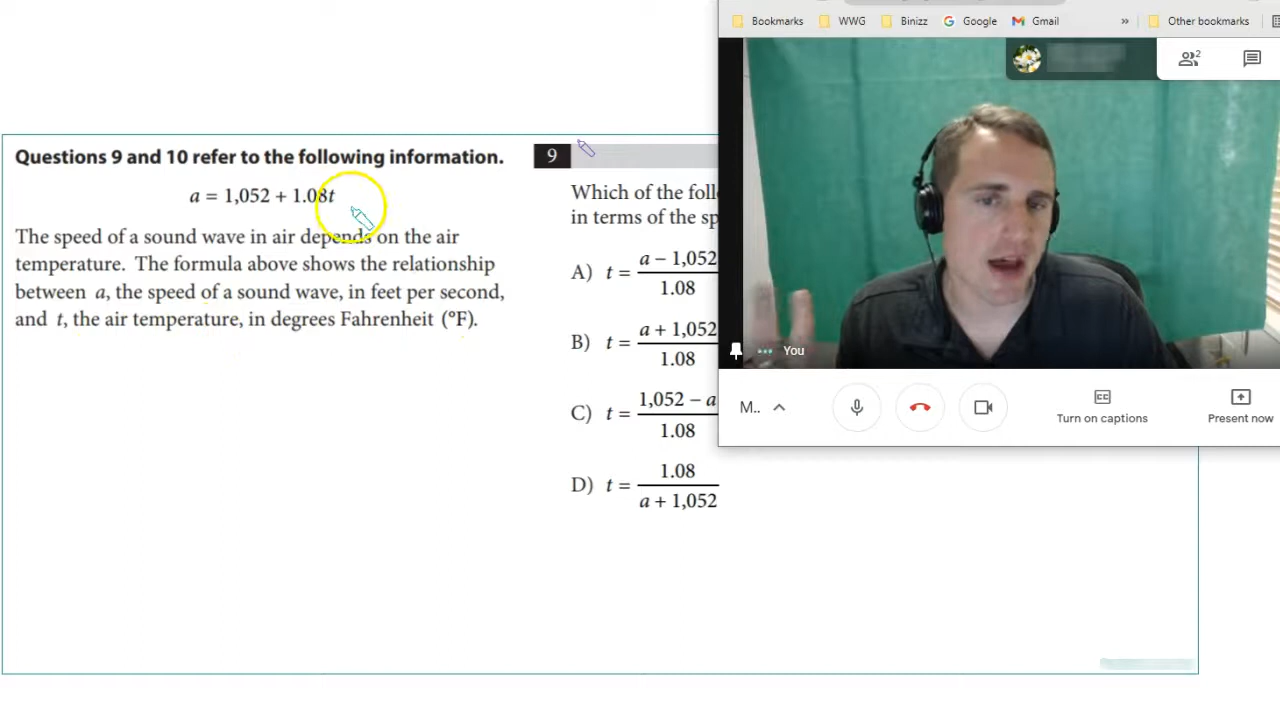 Bookmarks WWG Binizz Google Gmail » Other bookmarks
2
Questions 9 and 10 refer to the following information.
a = 1,052 + 1.08t
The speed of a sound wave in air depends on the air
temperature. The formula above shows the relationship
between a, the speed of a sound wave, in feet per second,
and t, the air temperature, in degrees Fahrenheit (°F).
9
Which of the foll
in terms of the sp
A) t = a − 1,052
1.08
B) t = a + 1,052
1.08
C) t = 1,052 − a
1.08
D) t = 1.08
a + 1,052
You
M..
Turn on captions
Present now